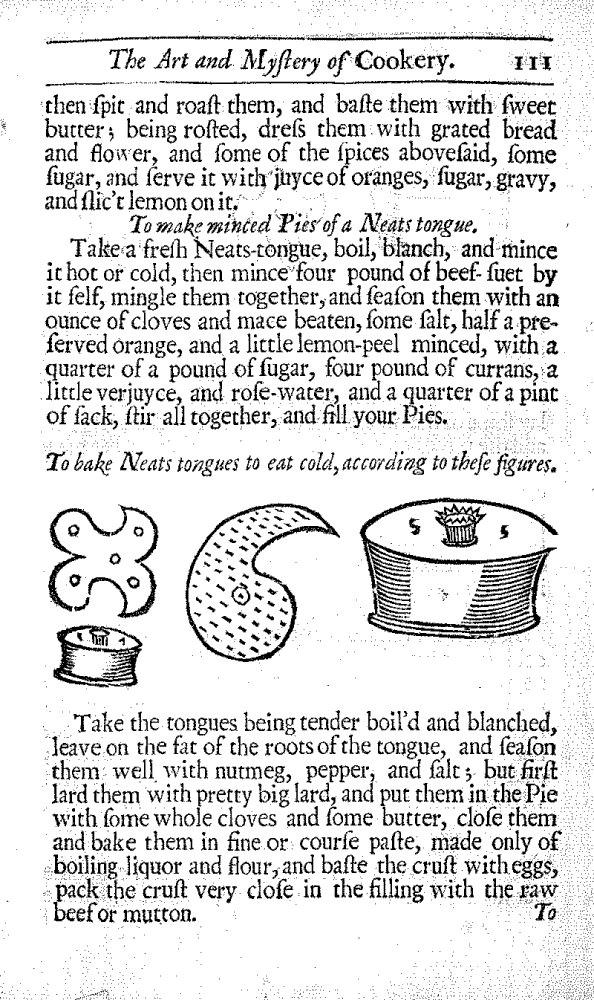 The Art and Myſtery of Cookery. 111
then ſpit and roaſt them, and baſte them with ſweet
butter; being roſted, dreſs them with grated bread
and flower, and ſome of the ſpices aboveſaid, ſome
ſugar, and ſerve it with juyce of oranges, ſugar, gravy,
and ſlic't lemon on it.
To make minced Pies of a Neats tongue.
Take a freſh Neats-tongue, boil, blanch, and mince
it hot or cold, then mince four pound of beef-ſuet by
it ſelf, mingle them together, and ſeaſon them with an
ounce of cloves and mace beaten, ſome ſalt, half a pre-
ſerved orange, and a little lemon-peel minced, with a
quarter of a pound of ſugar, four pound of currans, a
little verjuyce, and roſe-water, and a quarter of a pint
of ſack, ſtir all together, and fill your Pies.
To bake Neats tongues to eat cold, according to theſe figures.
Take the tongues being tender boil'd and blanched,
leave on the fat of the roots of the tongue, and ſeaſon
them well with nutmeg, pepper, and ſalt; but firſt
lard them with pretty big lard, and put them in the Pie
with ſome whole cloves and ſome butter, cloſe them
and bake them in fine or courſe paſte, made only of
boiling liquor and flour, and baſte the cruſt with eggs,
pack the cruſt very cloſe in the filling with the raw
beef or mutton. To